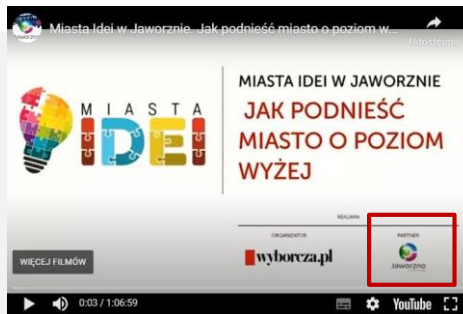 Miasta Idei w Jaworznie. Jak podnieść miasto o poziom w...
Udostępnij
MIASTA
IDEI
MIASTA IDEI W JAWORZNIE
JAK PODNIEŚĆ
MIASTO O POZIOM
WYŻEJ
REKLAMA
ORGANIZATOR
PARTNER
wyborcza.pl
Jaworzno
WIĘCEJ FILMÓW
0:03 / 1:06:59
YouTube